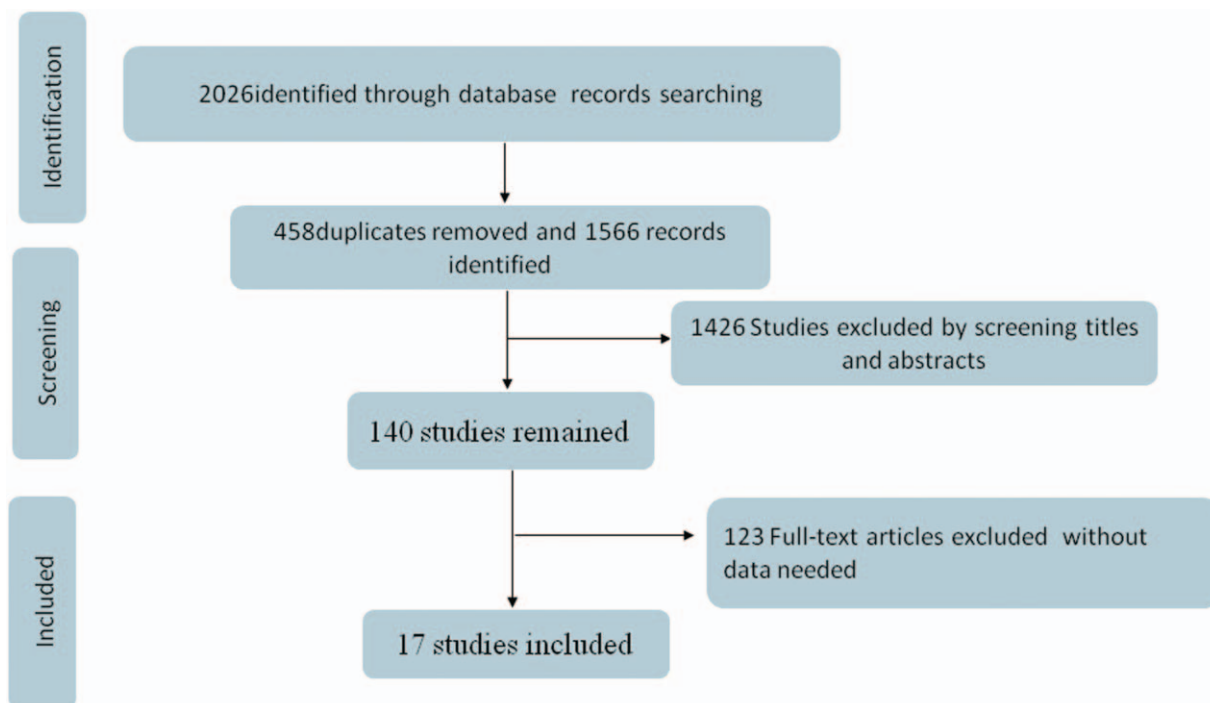 Identification
2026identified through database records searching
458duplicates removed and 1566 records
identified
Screening
1426 Studies excluded by screening titles
and abstracts
140 studies remained
Included
123 Full-text articles excluded without
data needed
17 studies included